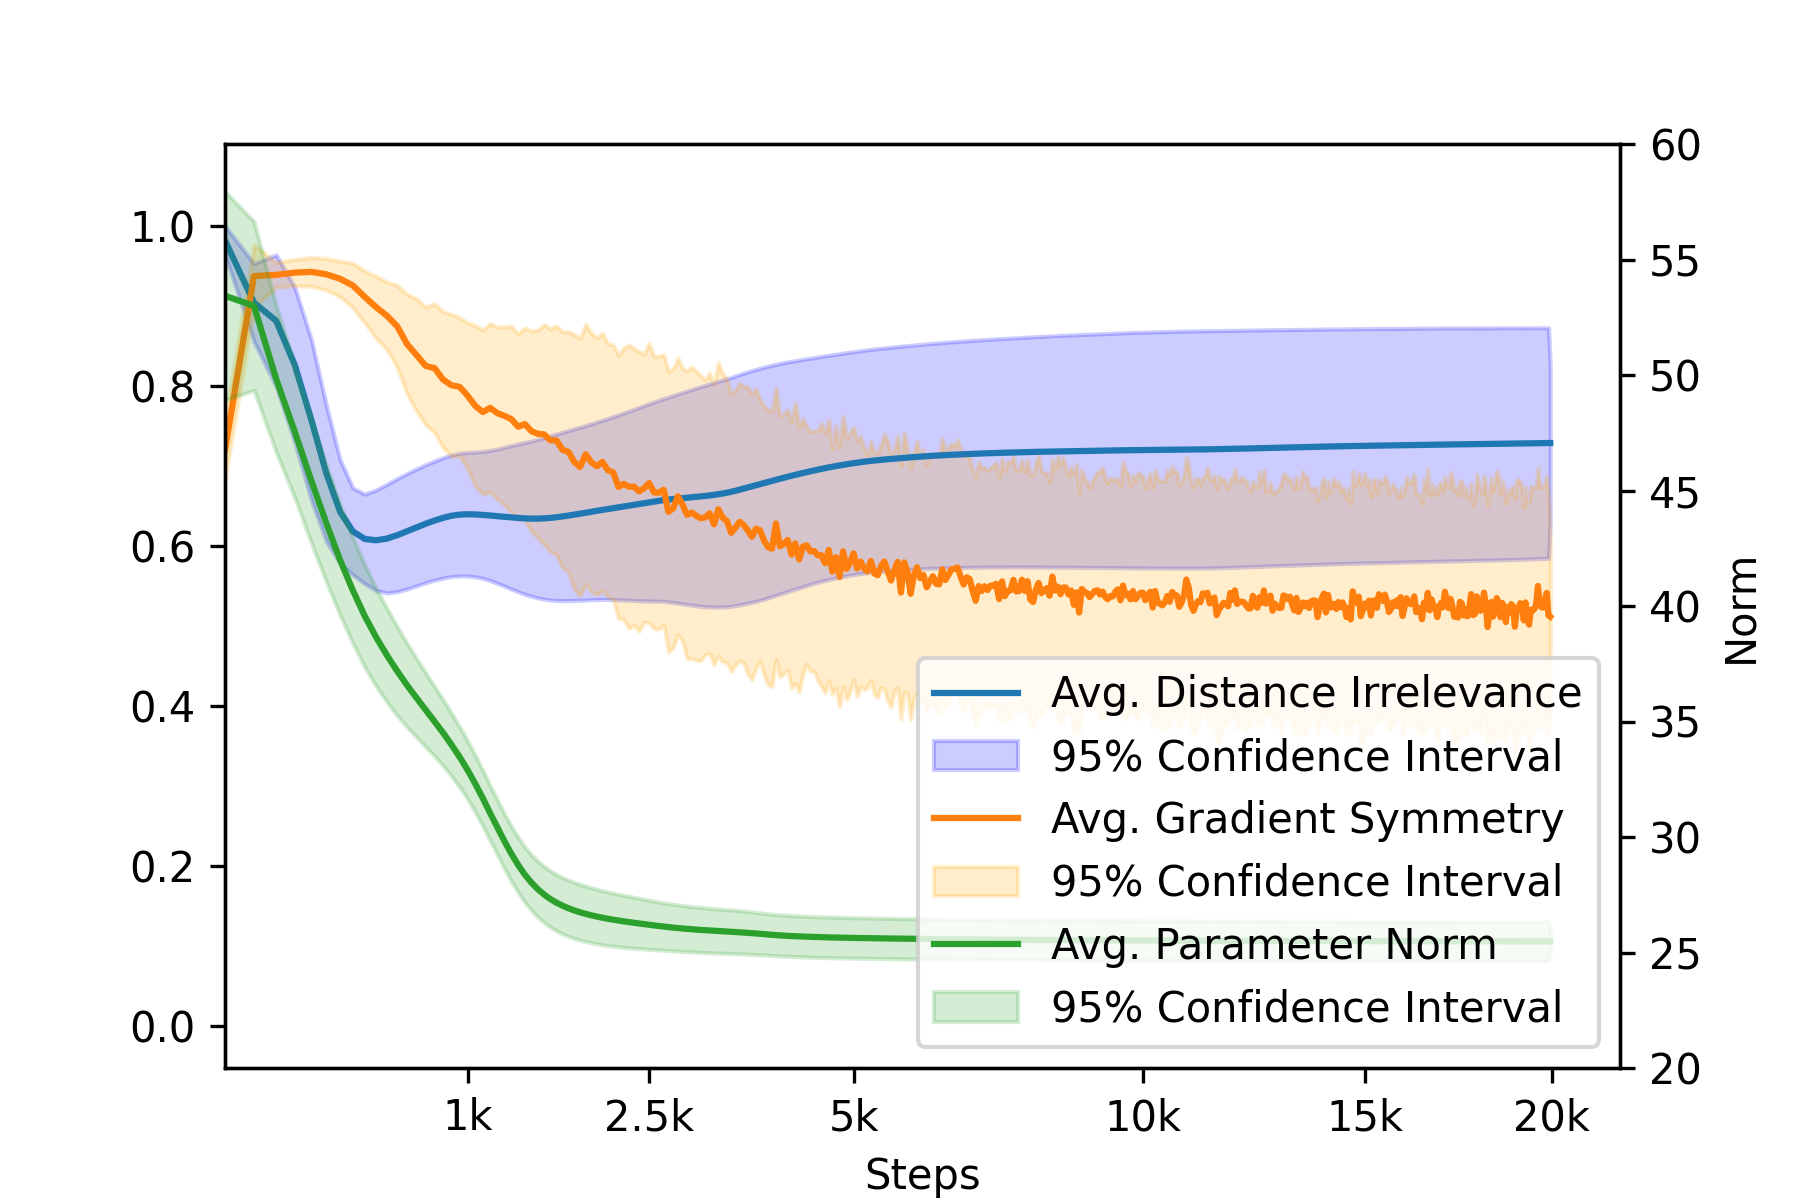 60
1.0
55
0.8
50
0.6
45
40
Norm
0.4
35
0.2
30
25
0.0
20
Avg. Distance Irrelevance
95% Confidence Interval
Avg. Gradient Symmetry
95% Confidence Interval
Avg. Parameter Norm
95% Confidence Interval
1k 2.5k 5k 10k 15k 20k
Steps